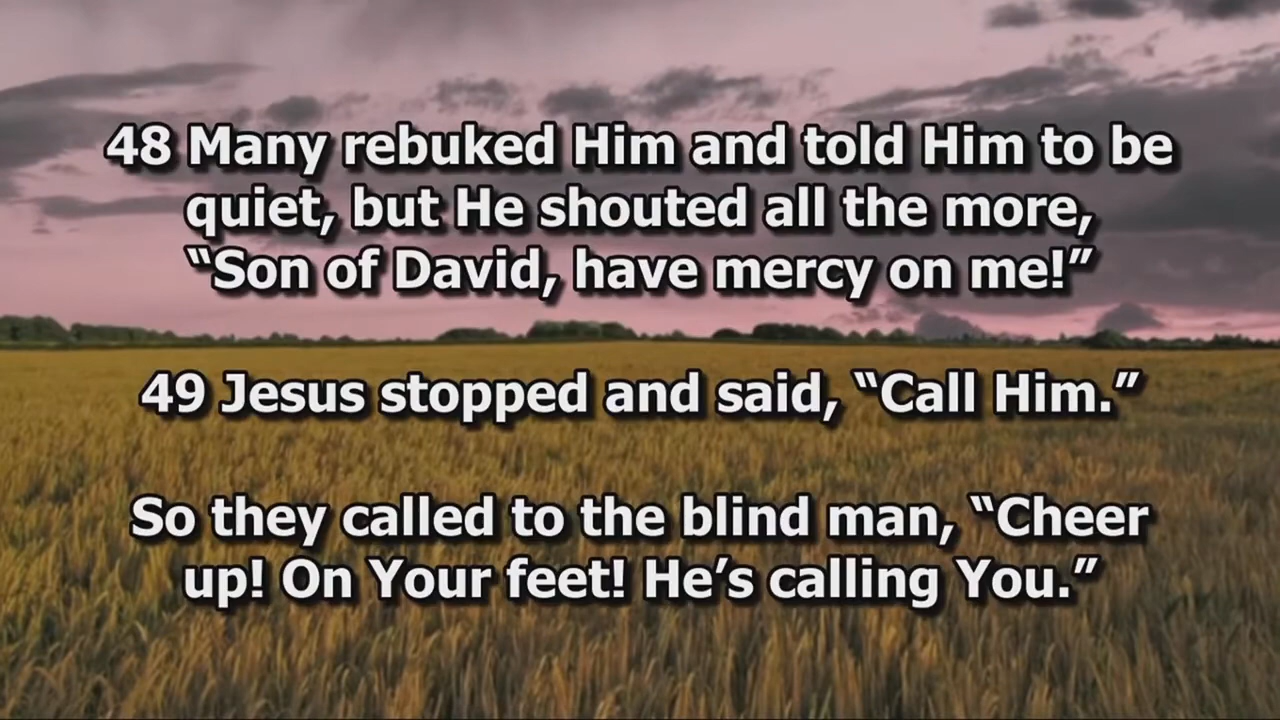 48 Many rebuked Him and told Him to be
quiet, but He shouted all the more,
“Son of David, have mercy on me!”
49 Jesus stopped and said, “Call Him.”
So they called to the blind man, “Cheer
up! On Your feet! He’s calling You.”